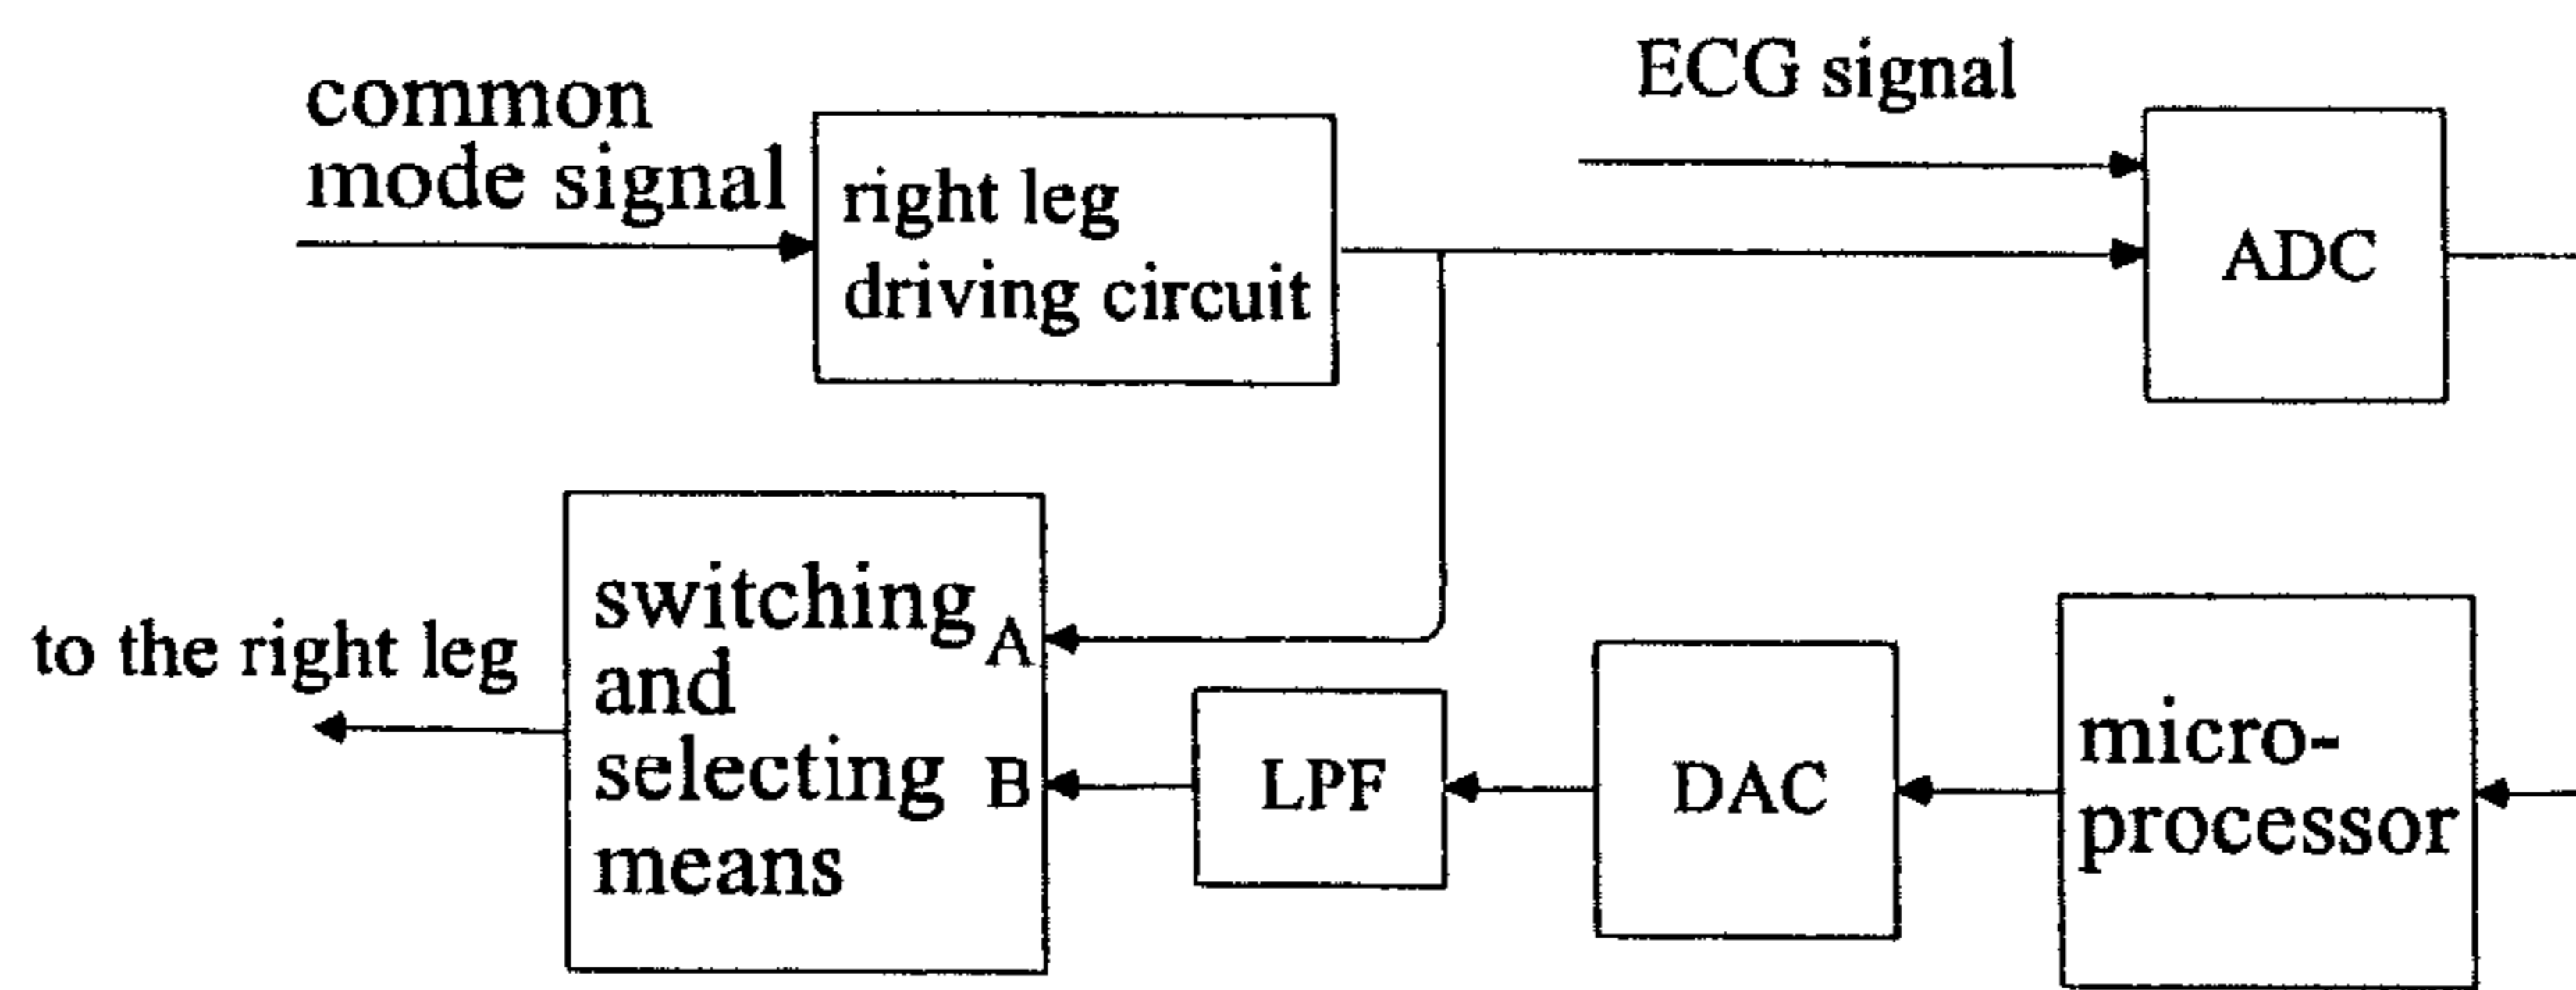 common
mode signal
right leg
driving circuit
ECG signal
ADC
to the right leg
switching
and
selecting
means
A
B
LPF
DAC
micro-
processor